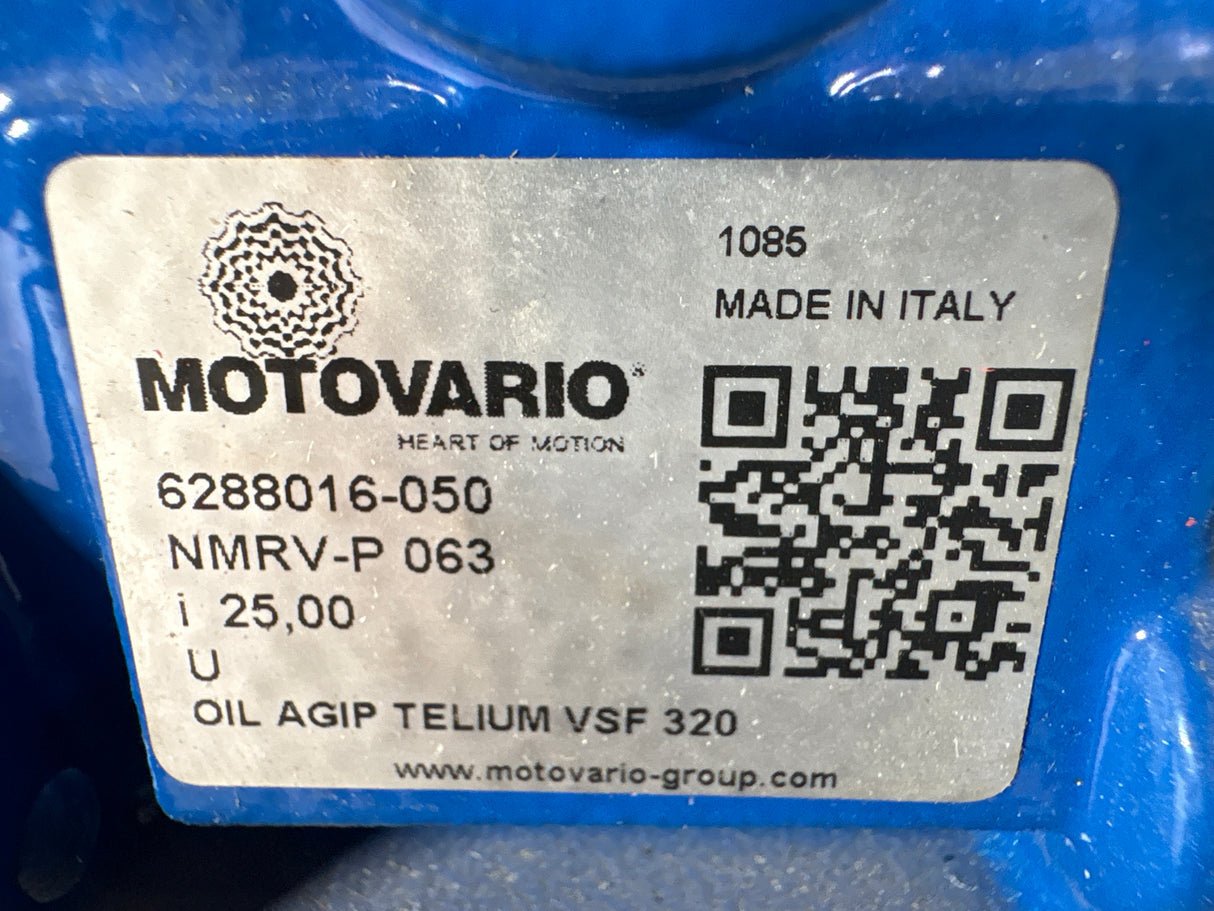 1085
MADE IN ITALY
MOTOVARIO®
HEART OF MOTION
6288016-050
NMRV-P 063
i 25,00
U
OIL AGIP TELIUM VSF 320
www.motovario-group.com